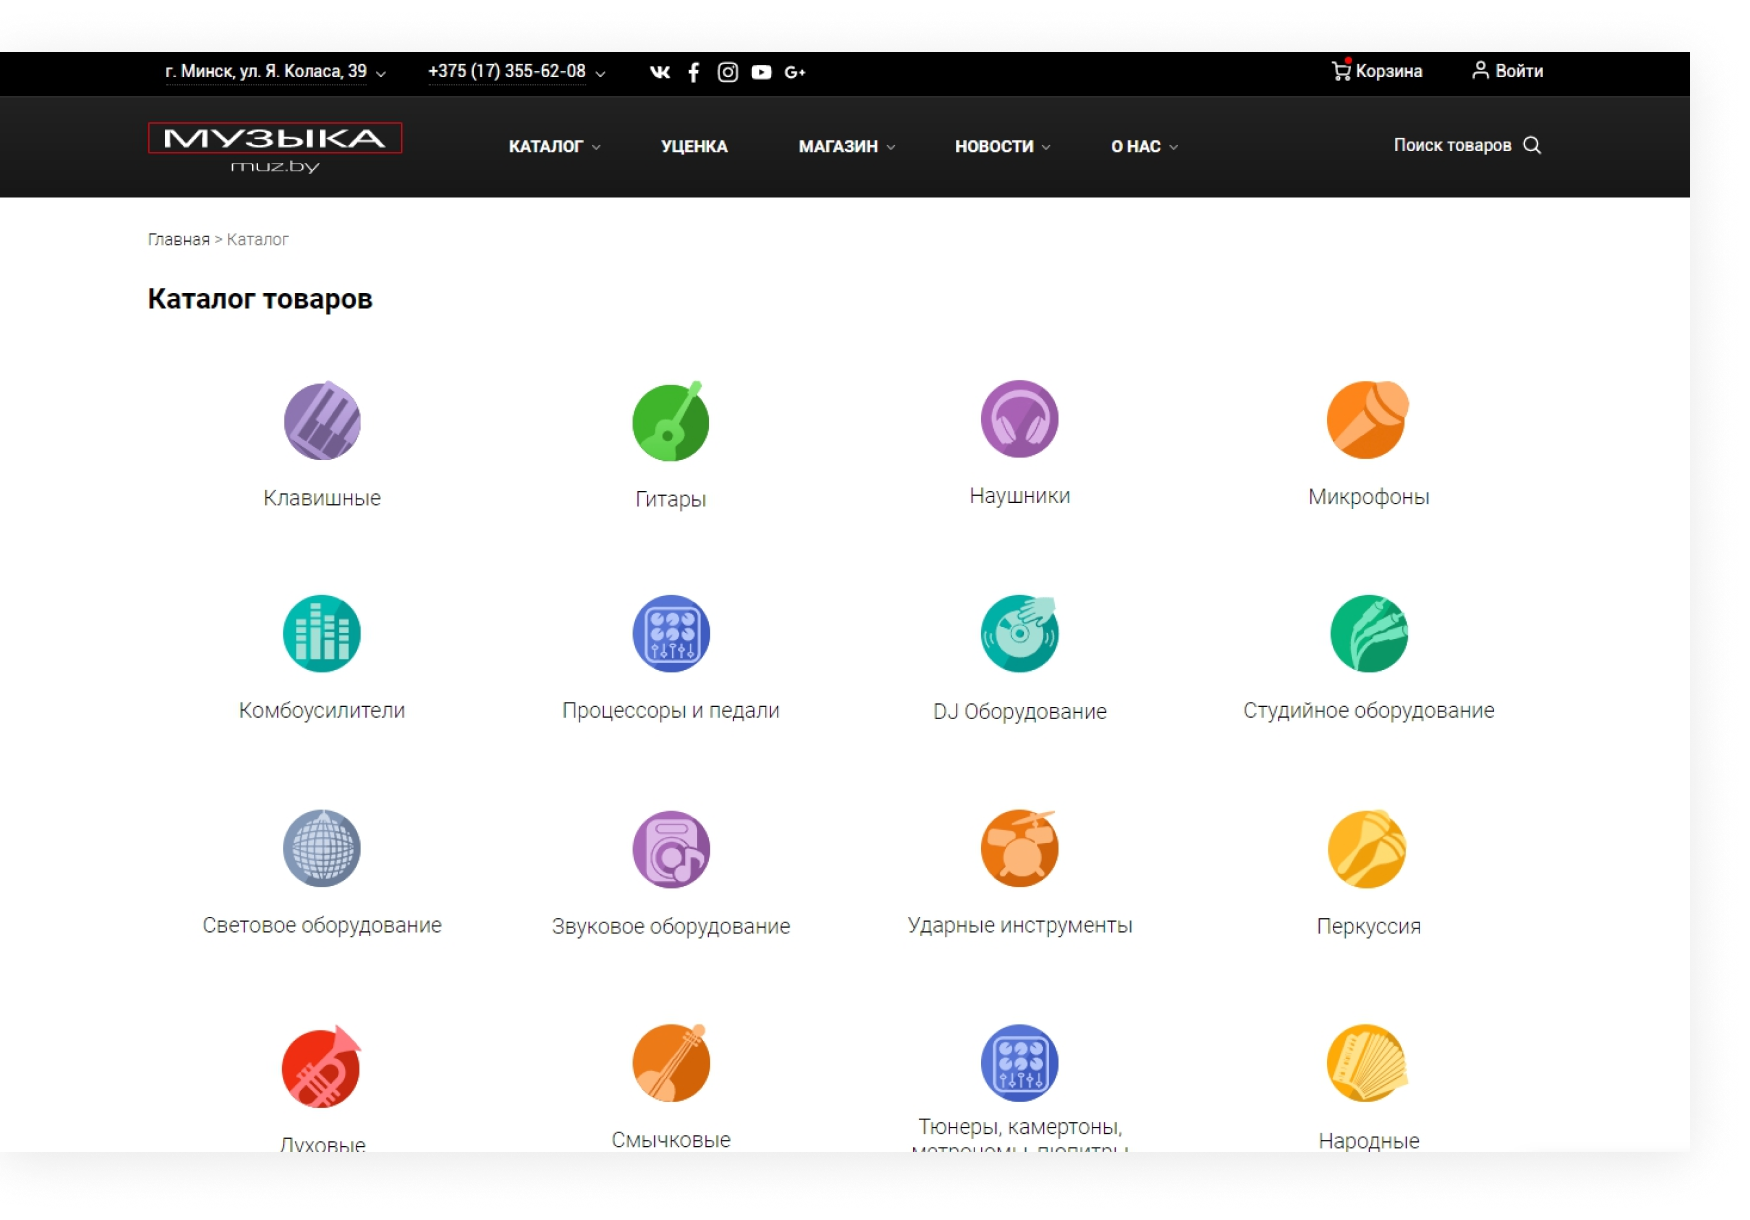 г. Минск, ул. Я. Коласа, 39 +375 (17) 355-62-08 G+ Корзина Войти
МУЗЫКА
muz.by
КАТАЛОГ УЦЕНКА МАГАЗИН НОВОСТИ О НАС Поиск товаров
Главная > Каталог
Каталог товаров
Клавишные Гитары Наушники Микрофоны
Комбоусилители Процессоры и педали DJ Оборудование Студийное оборудование
Световое оборудование Звуковое оборудование Ударные инструменты Перкуссия
Духовые Смычковые Тюнеры, камертоны, Народные
метрономы, пюпитры